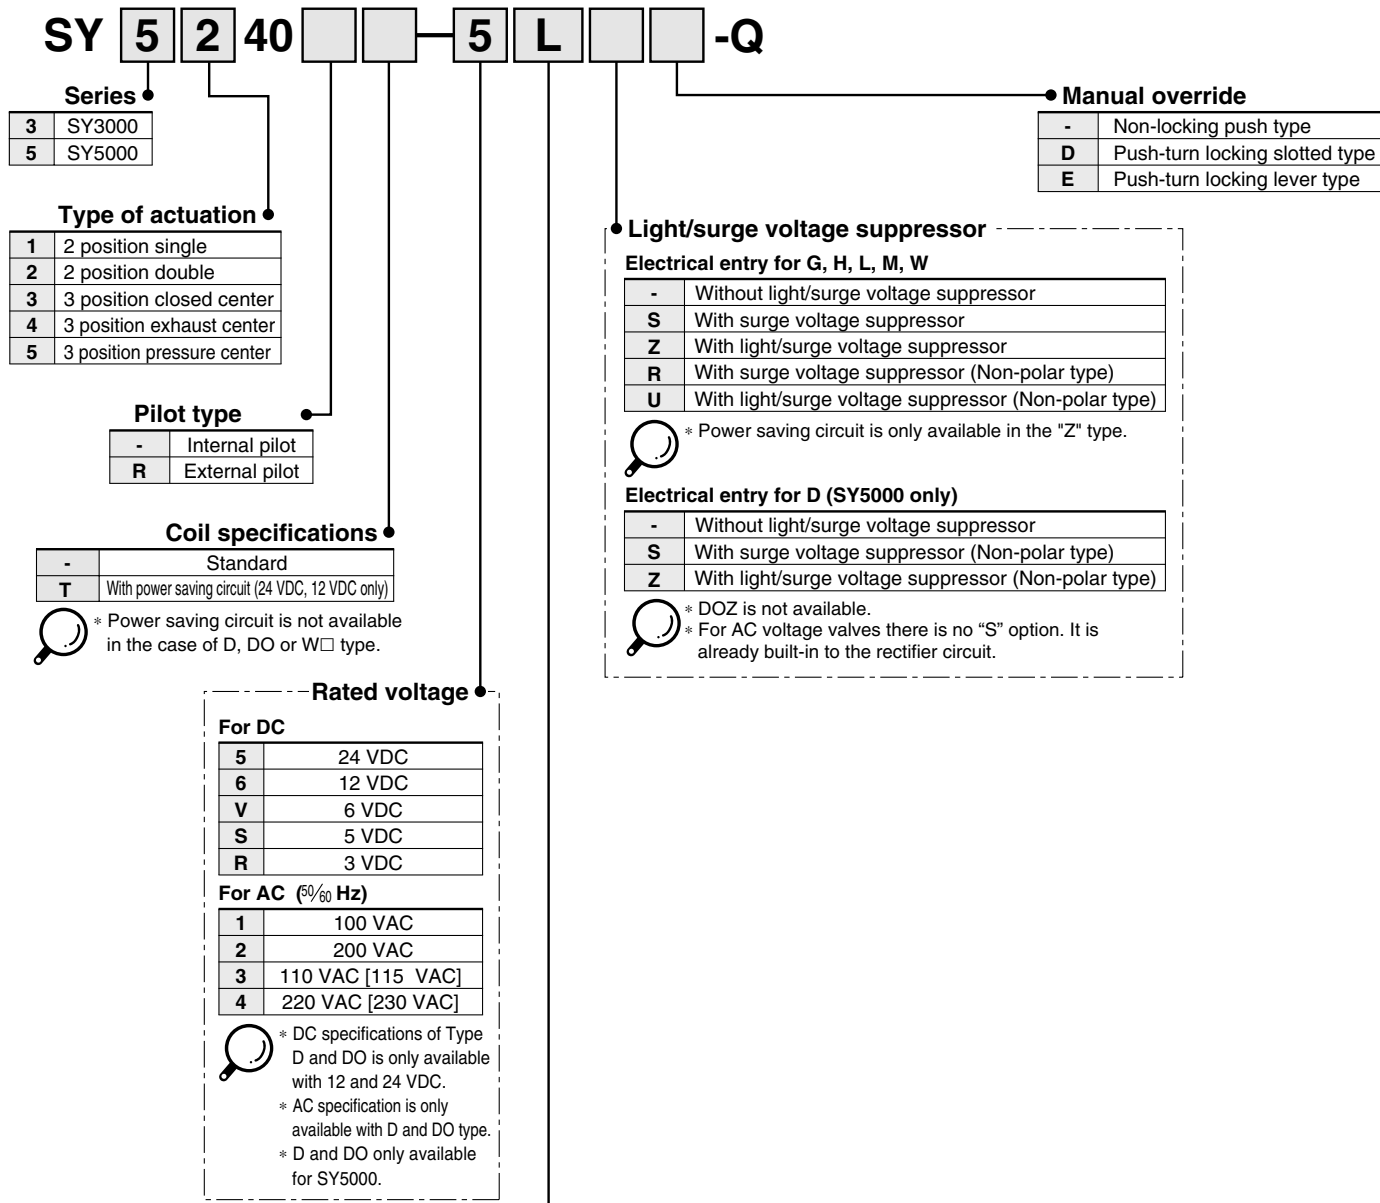 SY 5 2 40 — 5 L -Q
Series
3 SY3000
5 SY5000
Type of actuation
1 2 position single
2 2 position double
3 3 position closed center
4 3 position exhaust center
5 3 position pressure center
Pilot type
- Internal pilot
R External pilot
Coil specifications
- Standard
T With power saving circuit (24 VDC, 12 VDC only)
* Power saving circuit is not available
in the case of D, DO or W□ type.
Rated voltage
For DC
5 24 VDC
6 12 VDC
V 6 VDC
S 5 VDC
R 3 VDC
For AC (50/60 Hz)
1 100 VAC
2 200 VAC
3 110 VAC [115 VAC]
4 220 VAC [230 VAC]
* DC specifications of Type
D and DO is only available
with 12 and 24 VDC.
* AC specification is only
available with D and DO type.
* D and DO only available
for SY5000.
Manual override
- Non-locking push type
D Push-turn locking slotted type
E Push-turn locking lever type
Light/surge voltage suppressor
Electrical entry for G, H, L, M, W
- Without light/surge voltage suppressor
S With surge voltage suppressor
Z With light/surge voltage suppressor
R With surge voltage suppressor (Non-polar type)
U With light/surge voltage suppressor (Non-polar type)
* Power saving circuit is only available in the "Z" type.
Electrical entry for D (SY5000 only)
- Without light/surge voltage suppressor
S With surge voltage suppressor (Non-polar type)
Z With light/surge voltage suppressor (Non-polar type)
* DOZ is not available.
* For AC voltage valves there is no “S” option. It is
already built-in to the rectifier circuit.